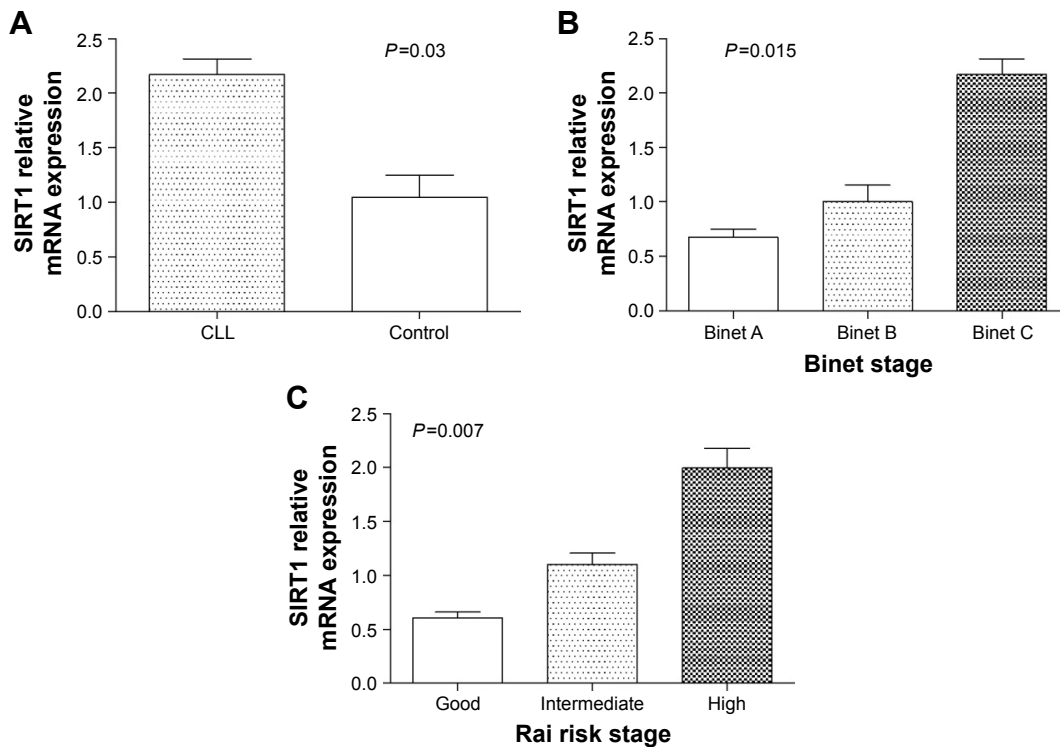 A
SIRT1 relative
mRNA expression
2.5
2.0
1.5
1.0
0.5
0.0
P=0.03
CLL
Control
B
SIRT1 relative
mRNA expression
2.5
2.0
1.5
1.0
0.5
0.0
P=0.015
Binet A
Binet B
Binet C
Binet stage
C
SIRT1 relative
mRNA expression
2.5
2.0
1.5
1.0
0.5
0.0
P=0.007
Good
Intermediate
High
Rai risk stage